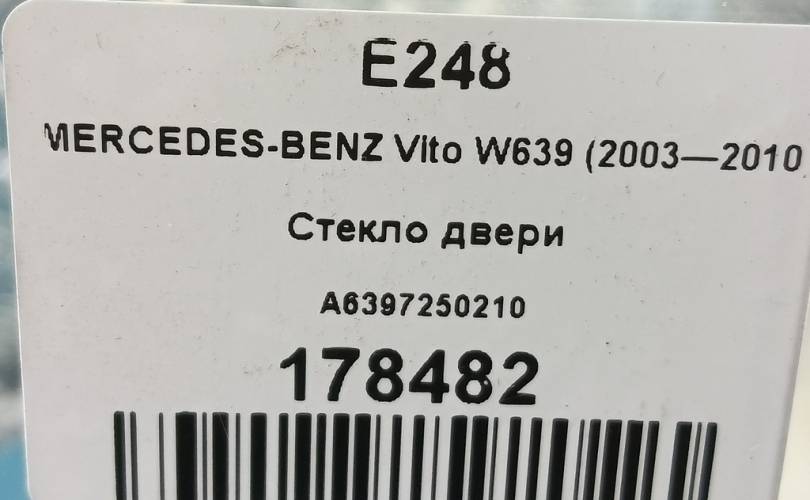 E248
MERCEDES-BENZ Vito W639 (2003—2010
Стекло двери
A6397250210
178482